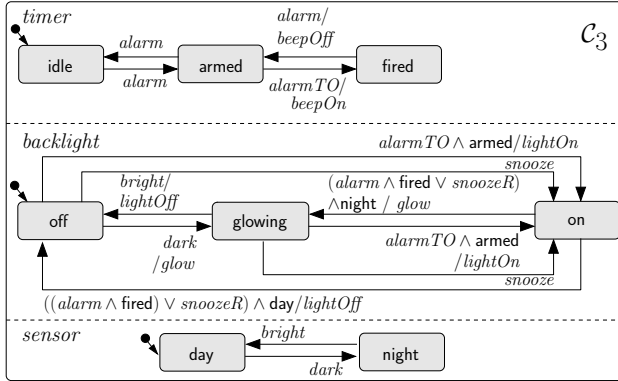 timer
C₃
alarm
alarm/
beepOff
idle
armed
fired
alarm
alarmTO/
beepOn
backlight
alarmTO ∧ armed/lightOn
snooze
bright/
lightOff
(alarm ∧ fired ∨ snoozeR)
∧night / glow
off
glowing
on
dark
/glow
alarmTO ∧ armed
/lightOn
snooze
((alarm ∧ fired) ∨ snoozeR) ∧ day/lightOff
sensor
bright
day
night
dark